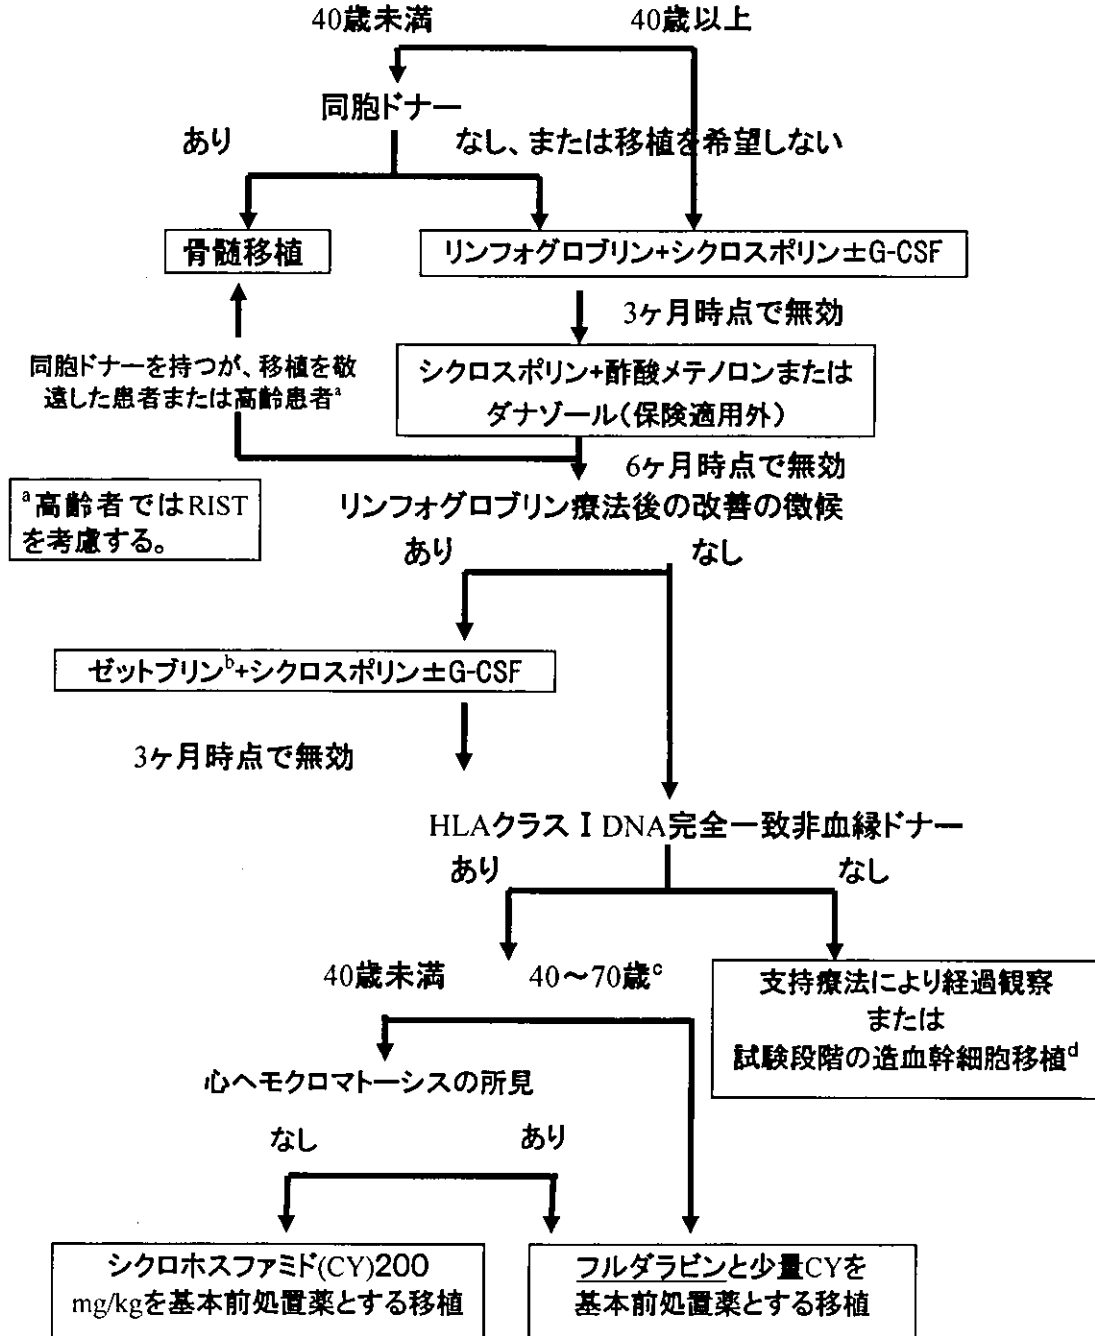 40歳未満
40歳以上
同胞ドナー
あり
なし、または移植を希望しない
骨髄移植
リンフォグロブリン+シクロスポリン±G-CSF
3ヶ月時点で無効
同胞ドナーを持つが、移植を敬
遠した患者または高齢患者a
シクロスポリン+酢酸メテノロンまたは
ダナゾール(保険適用外)
6ヶ月時点で無効
a高齢者ではRIST
を考慮する。
リンフォグロブリン療法後の改善の徴候
あり
なし
ゼットブリンb+シクロスポリン±G-CSF
3ヶ月時点で無効
HLAクラスⅠDNA完全一致非血縁ドナー
あり
なし
40歳未満
40~70歳c
支持療法により経過観察
または
試験段階の造血幹細胞移植d
心ヘモクロマトーシスの所見
なし
あり
シクロホスファミド(CY)200
mg/kgを基本前処置薬とする移植
フルダラビンと少量CYを
基本前処置薬とする移植